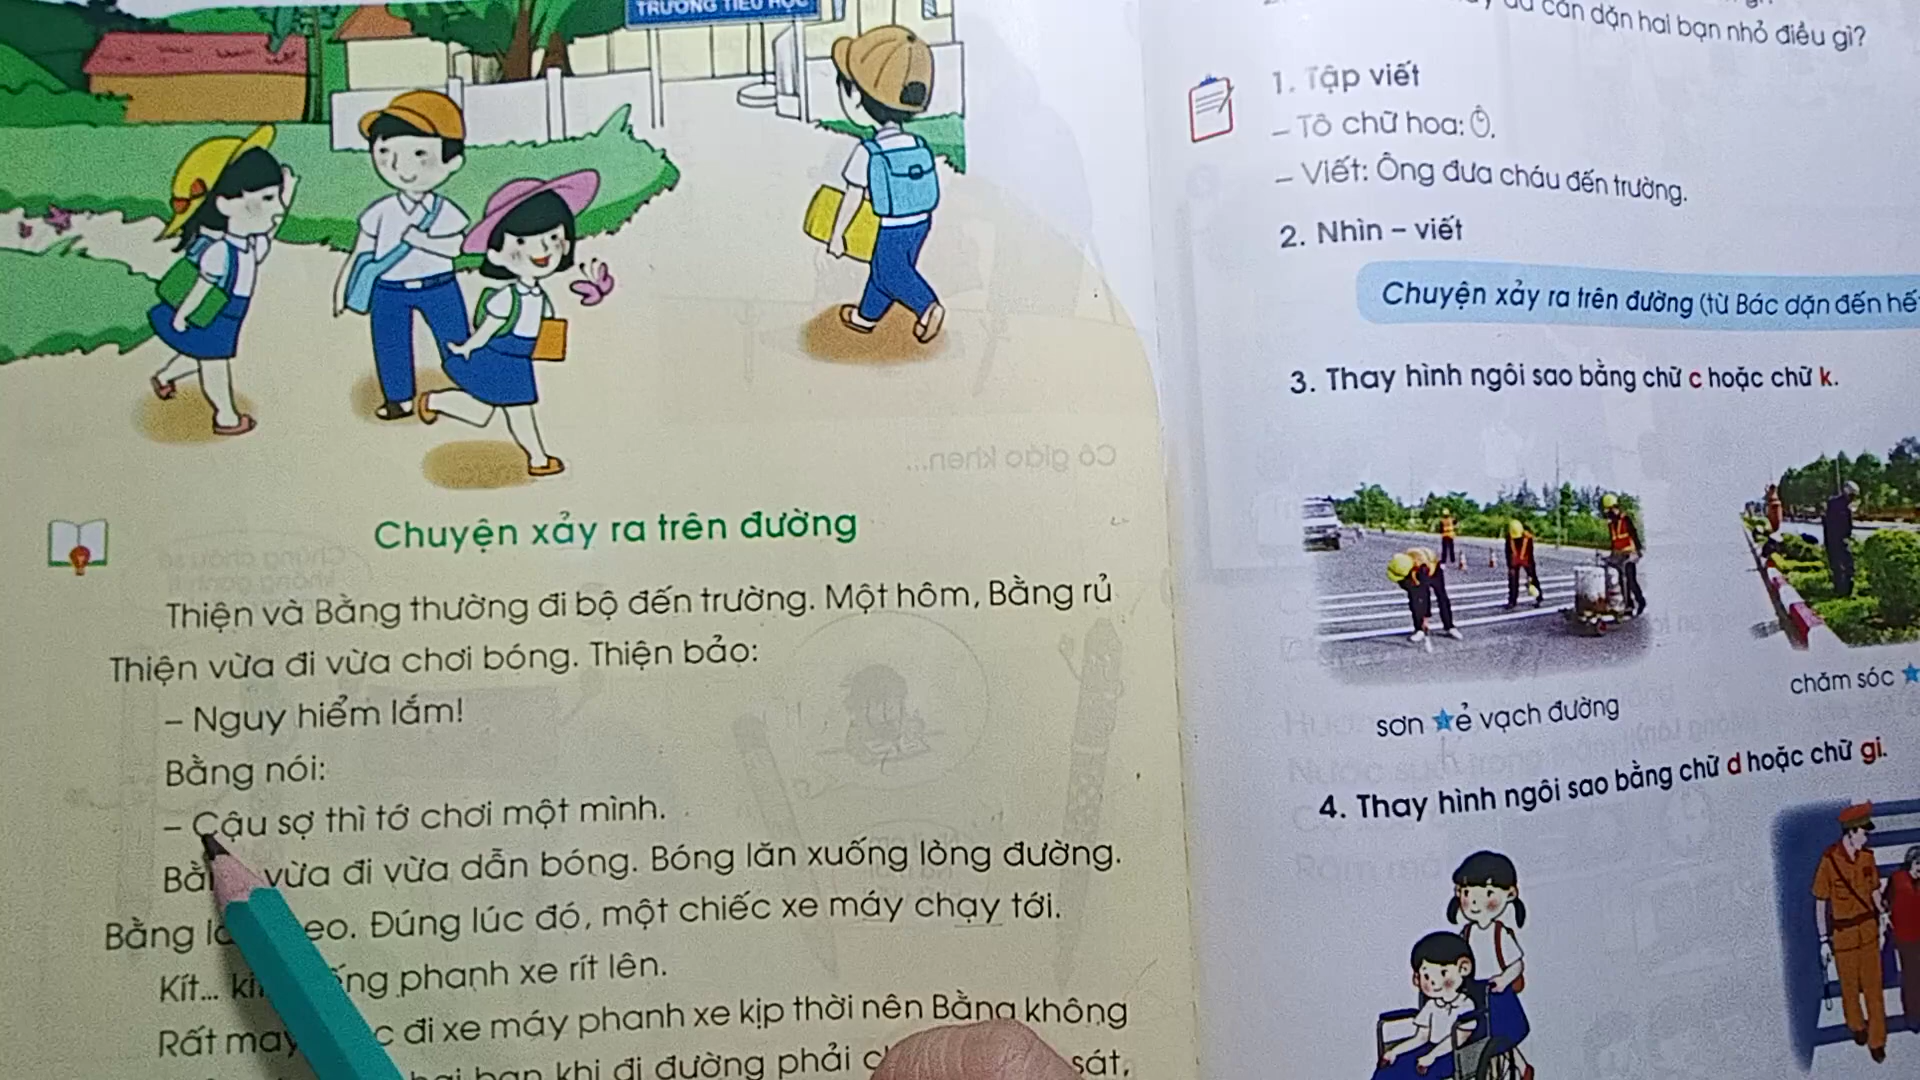 TRƯỜNG TIỂU HỌC
Chuyện xảy ra trên đường
Thiện và Bằng thường đi bộ đến trường. Một hôm, Bằng rủ
Thiện vừa đi vừa chơi bóng. Thiện bảo:
– Nguy hiểm lắm!
Bằng nói:
– Cậu sợ thì tớ chơi một mình.
vừa đi vừa dẫn bóng. Bóng lăn xuống lòng đường.
Bằng Đúng lúc đó, một chiếc xe máy chạy tới.
Kít... phanh xe rít lên.
Rất đi xe máy phanh xe kịp thời nên Bằng không
bạn khi đi đường phải sát,
căn dặn hai bạn nhỏ điều gì?
1. Tập viết
– Tô chữ hoa: Ô.
– Viết: Ông đưa cháu đến trường.
2. Nhìn – viết
Chuyện xảy ra trên đường (từ Bác dặn đến
3. Thay hình ngôi sao bằng chữ c hoặc chữ k.
sơn ★ẻ vạch đường
chăm sóc ★
4. Thay hình ngôi sao bằng chữ d hoặc chữ gi.